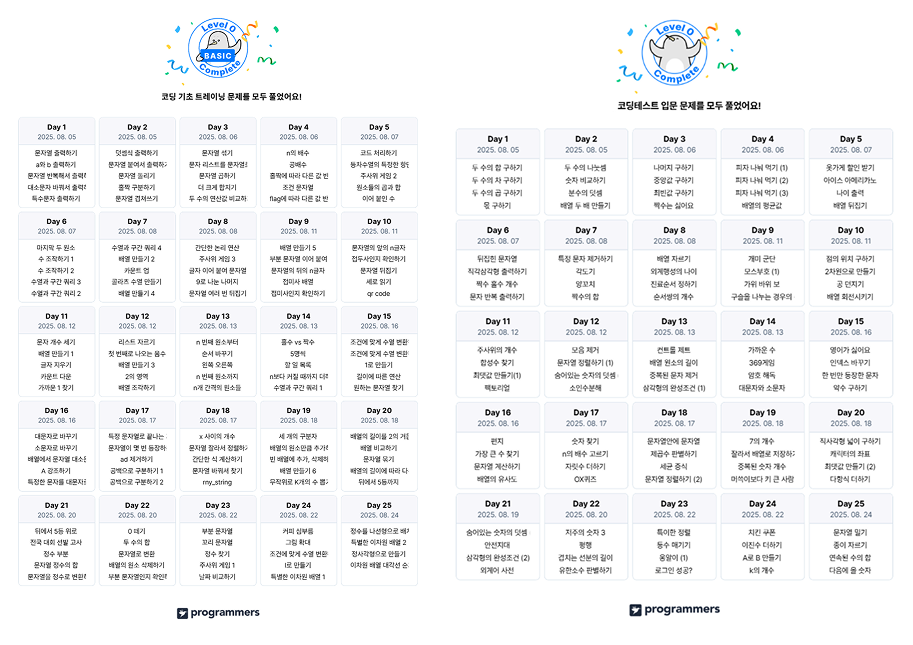 Level 0
BASIC
Complete
코딩 기초 트레이닝 문제를 모두 풀었어요!
Day 1
2025. 08. 05
문자열 출력하기
a와 b 출력하기
문자열 반복해서 출력하
대소문자 바꿔서 출력하
특수문자 출력하기
Day 2
2025. 08. 05
덧셈식 출력하기
문자열 붙여서 출력하기
문자열 돌리기
홀짝 구분하기
문자열 겹쳐쓰기
Day 3
2025. 08. 06
문자열 섞기
문자 리스트를 문자열로
문자열 곱하기
더 크게 합치기
두 수의 연산값 비교하
Day 4
2025. 08. 06
n의 배수
공배수
홀짝에 따라 다른 값 반
조건 문자열
flag에 따라 다른 값 반
Day 5
2025. 08. 07
코드 처리하기
등차수열의 특정한 항만
주사위 게임 2
원소들의 곱과 합
이어 붙인 수
Day 6
2025. 08. 07
마지막 두 원소
수 조작하기 1
수 조작하기 2
수열과 구간 쿼리 3
수열과 구간 쿼리 2
Day 7
2025. 08. 08
수열과 구간 쿼리 4
배열 만들기 2
카운트 업
콜라츠 수열 만들기
배열 만들기 4
Day 8
2025. 08. 08
간단한 논리 연산
주사위 게임 3
글자 이어 붙여 문자열
9로 나눈 나머지
문자열 여러 번 뒤집기
Day 9
2025. 08. 11
배열 만들기 5
부분 문자열 이어 붙여
문자열의 뒤의 n글자
접미사 배열
접미사인지 확인하기
Day 10
2025. 08. 11
문자열의 앞의 n글자
접두사인지 확인하기
문자열 뒤집기
세로 읽기
qr code
Day 11
2025. 08. 12
문자 개수 세기
배열 만들기 1
글자 지우기
카운트 다운
가까운 1 찾기
Day 12
2025. 08. 12
리스트 자르기
첫 번째로 나오는 음수
배열 만들기 3
2의 영역
배열 조각하기
Day 13
2025. 08. 13
n 번째 원소부터
순서 바꾸기
왼쪽 오른쪽
n 번째 원소까지
n개 간격의 원소들
Day 14
2025. 08. 13
홀수 vs 짝수
5명씩
할 일 목록
n보다 커질 때까지 더하
수열과 구간 쿼리 1
Day 15
2025. 08. 16
조건에 맞게 수열 변환
조건에 맞게 수열 변환
1로 만들기
길이에 따른 연산
원하는 문자열 찾기
Day 16
2025. 08. 16
대문자로 바꾸기
소문자로 바꾸기
배열에서 문자열 대소문
A 강조하기
특정한 문자를 대문자로
Day 17
2025. 08. 17
특정 문자열로 끝나는
문자열이 몇 번 등장하
ad 제거하기
공백으로 구분하기 1
공백으로 구분하기 2
Day 18
2025. 08. 17
x 사이의 개수
문자열 잘라서 정렬하기
간단한 식 계산하기
문자열 바꿔서 찾기
rny_string
Day 19
2025. 08. 18
세 개의 구분자
배열의 원소만큼 추가하
빈 배열에 추가, 삭제하
배열 만들기 6
무작위로 K개의 수 뽑기
Day 20
2025. 08. 18
배열의 길이를 2의 거듭
배열 비교하기
문자열 묶기
배열의 길이에 따라 다
뒤에서 5등까지
Day 21
2025. 08. 20
뒤에서 5등 위로
전국 대회 선발 고사
정수 부분
문자열 정수의 합
문자열을 정수로 변환하
Day 22
2025. 08. 20
0 떼기
두 수의 합
문자열로 변환
배열의 원소 삭제하기
부분 문자열인지 확인하
Day 23
2025. 08. 22
부분 문자열
꼬리 문자열
정수 찾기
주사위 게임 1
날짜 비교하기
Day 24
2025. 08. 22
커피 심부름
그림 확대
조건에 맞게 수열 변환하
l로 만들기
특별한 이차원 배열 1
Day 25
2025. 08. 24
정수를 나선형으로 배치
특별한 이차원 배열 2
정사각형으로 만들기
이차원 배열 대각선 순
programmers
Level 0
Complete
코딩테스트 입문 문제를 모두 풀었어요!
Day 1
2025. 08. 05
두 수의 합 구하기
두 수의 차 구하기
두 수의 곱 구하기
몫 구하기
Day 2
2025. 08. 05
두 수의 나눗셈
숫자 비교하기
분수의 덧셈
배열 두 배 만들기
Day 3
2025. 08. 06
나머지 구하기
중앙값 구하기
최빈값 구하기
짝수는 싫어요
Day 4
2025. 08. 06
피자 나눠 먹기 (1)
피자 나눠 먹기 (2)
피자 나눠 먹기 (3)
배열의 평균값
Day 5
2025. 08. 07
옷가게 할인 받기
아이스 아메리카노
나이 출력
배열 뒤집기
Day 6
2025. 08. 07
뒤집힌 문자열
직각삼각형 출력하기
짝수 홀수 개수
문자 반복 출력하기
Day 7
2025. 08. 08
특정 문자 제거하기
각도기
양꼬치
짝수의 합
Day 8
2025. 08. 08
배열 자르기
외계행성의 나이
진료순서 정하기
순서쌍의 개수
Day 9
2025. 08. 11
개미 군단
모스부호 (1)
가위 바위 보
구슬을 나누는 경우의
Day 10
2025. 08. 11
점의 위치 구하기
2차원으로 만들기
공 던지기
배열 회전시키기
Day 11
2025. 08. 12
주사위의 개수
합성수 찾기
최댓값 만들기(1)
팩토리얼
Day 12
2025. 08. 12
모음 제거
문자열 정렬하기 (1)
숨어있는 숫자의 덧셈
소인수분해
Day 13
2025. 08. 13
컨트롤 제트
배열 원소의 길이
중복된 문자 제거
삼각형의 완성조건 (1)
Day 14
2025. 08. 13
가까운 수
369게임
암호 해독
대문자와 소문자
Day 15
2025. 08. 16
영어가 싫어요
인덱스 바꾸기
한 번만 등장한 문자
약수 구하기
Day 16
2025. 08. 16
편지
가장 큰 수 찾기
문자열 계산하기
배열의 유사도
Day 17
2025. 08. 17
숫자 찾기
n의 배수 고르기
자릿수 더하기
OX퀴즈
Day 18
2025. 08. 17
문자열안에 문자열
제곱수 판별하기
세균 증식
문자열 정렬하기 (2)
Day 19
2025. 08. 18
7의 개수
잘라서 배열로 저장하기
중복된 숫자 개수
머쓱이보다 키 큰 사람
Day 20
2025. 08. 18
직사각형 넓이 구하기
캐릭터의 좌표
최댓값 만들기 (2)
다항식 더하기
Day 21
2025. 08. 19
숨어있는 숫자의 덧셈
안전지대
삼각형의 완성조건 (2)
외계어 사전
Day 22
2025. 08. 20
저주의 숫자 3
평행
겹치는 선분의 길이
유한소수 판별하기
Day 23
2025. 08. 22
특이한 정렬
등수 매기기
옹알이 (1)
로그인 성공?
Day 24
2025. 08. 22
치킨 쿠폰
이진수 더하기
A로 B 만들기
k의 개수
Day 25
2025. 08. 24
문자열 밀기
종이 자르기
연속된 수의 합
다음에 올 숫자
programmers